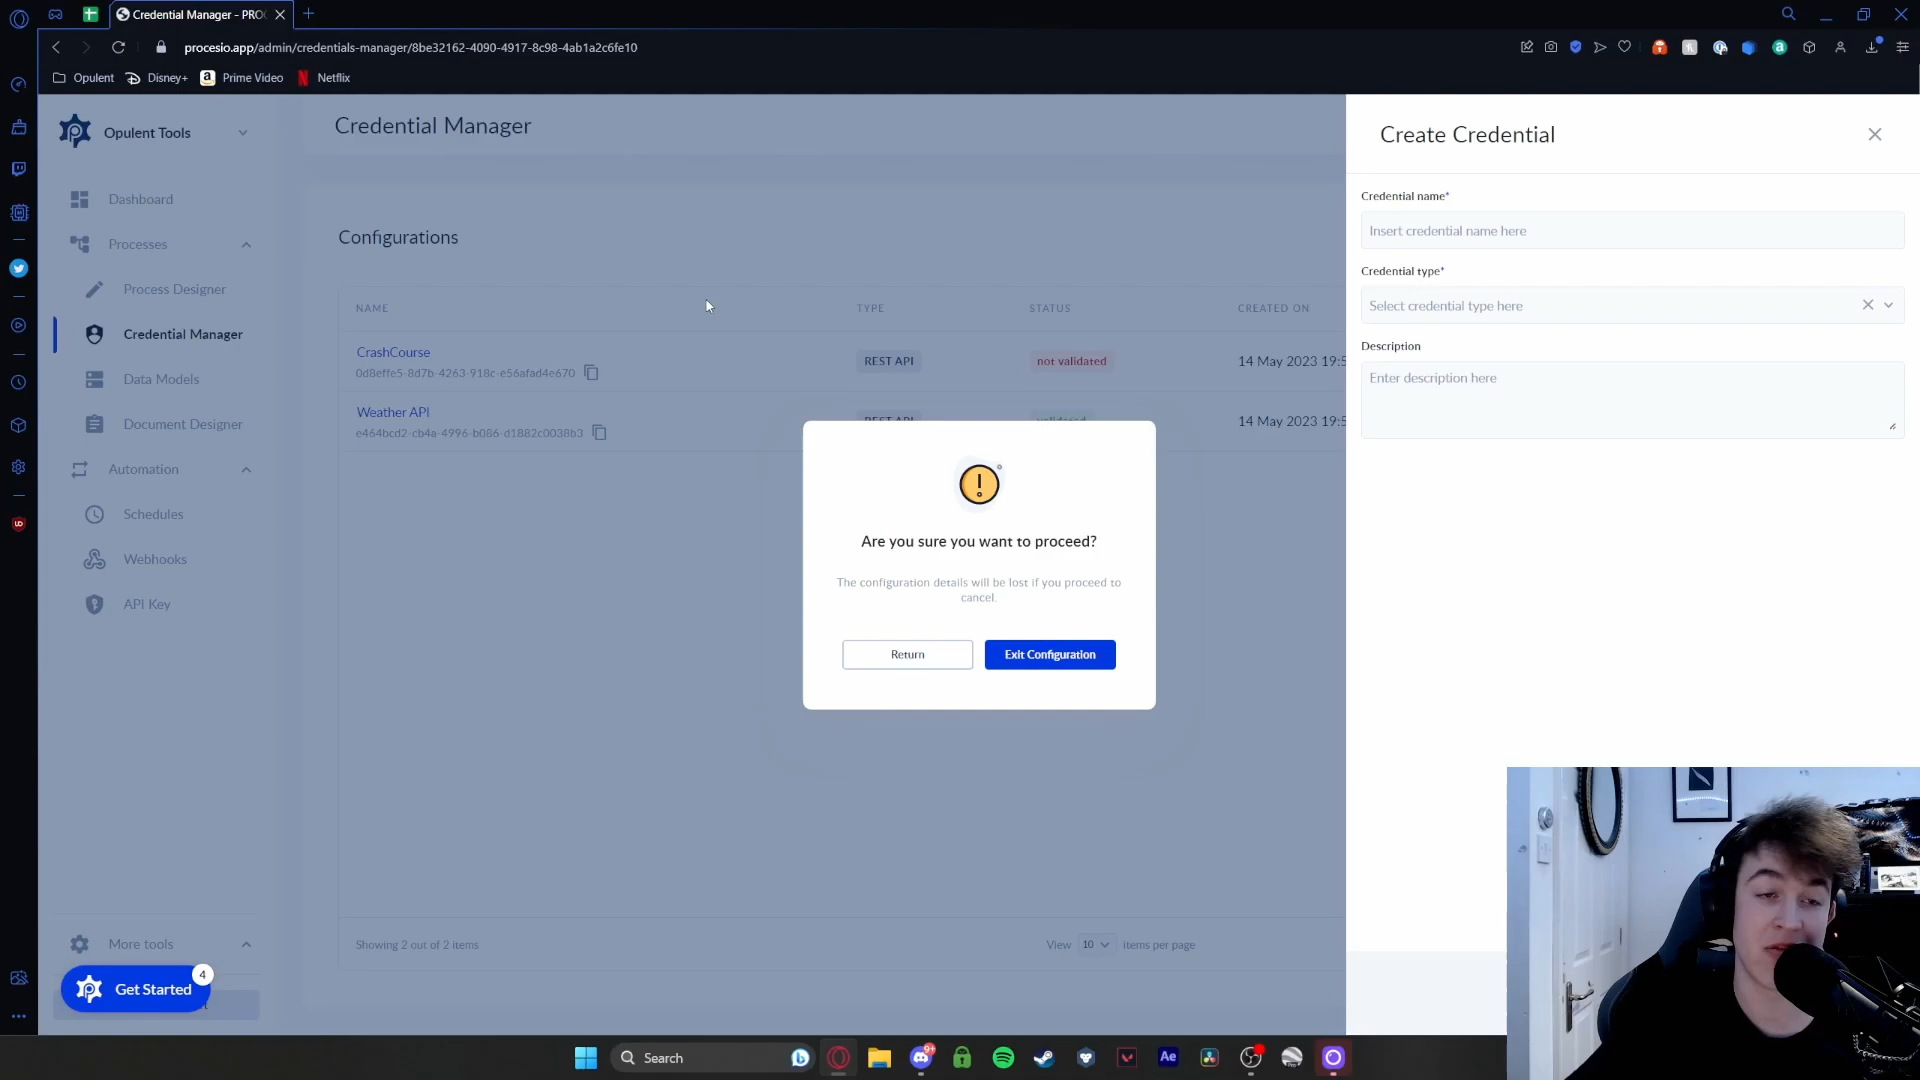 Credential Manager - PRO
procesio.app/admin/credentials-manager/8be32162-4090-4917-8c98-4ab1a2c6fe10
Opulent
Disney+
Prime Video
Netflix
Opulent Tools
Dashboard
Processes
Process Designer
Credential Manager
Data Models
Document Designer
Automation
Schedules
Webhooks
API Key
More tools
Get Started
4
Credential Manager
Configurations
NAME TYPE STATUS CREATED ON
CrashCourse
0d8effe5-8d7b-4263-918c-e56afad4e670
REST API
not validated
14 May 2023 19:5
Weather API
e464bcd2-cb4a-4996-b086-d1882c0038b3
REST API
validated
14 May 2023 19:5
Showing 2 out of 2 items
View 10 items per page
Are you sure you want to proceed?
The configuration details will be lost if you proceed to
cancel.
Return
Exit Configuration
Create Credential
Credential name*
Insert credential name here
Credential type*
Select credential type here
Description
Enter description here
Search
9+
Ae